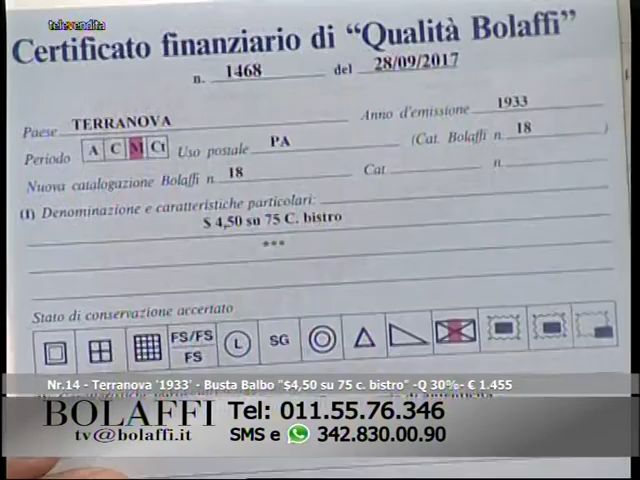 televendita
Certificato finanziario di “Qualità Bolaffi”
n. 1468 del 28/09/2017
Paese TERRANOVA Anno d'emissione 1933
Periodo A C M Ct Uso postale PA (Cat. Bolaffi n. 18 )
Nuova catalogazione Bolaffi n. 18 Cat n.
(1) Denominazione e caratteristiche particolari:
$ 4,50 su 75 C. bistro
***
Stato di conservazione accertato
FS/FS
FS
L
SG
Nr.14 - Terranova '1933' - Busta Balbo "$4,50 su 75 c. bistro" -Q 30%- € 1.455
BOLAFFI Tel: 011.55.76.346
tv@bolaffi.it SMS e 342.830.00.90